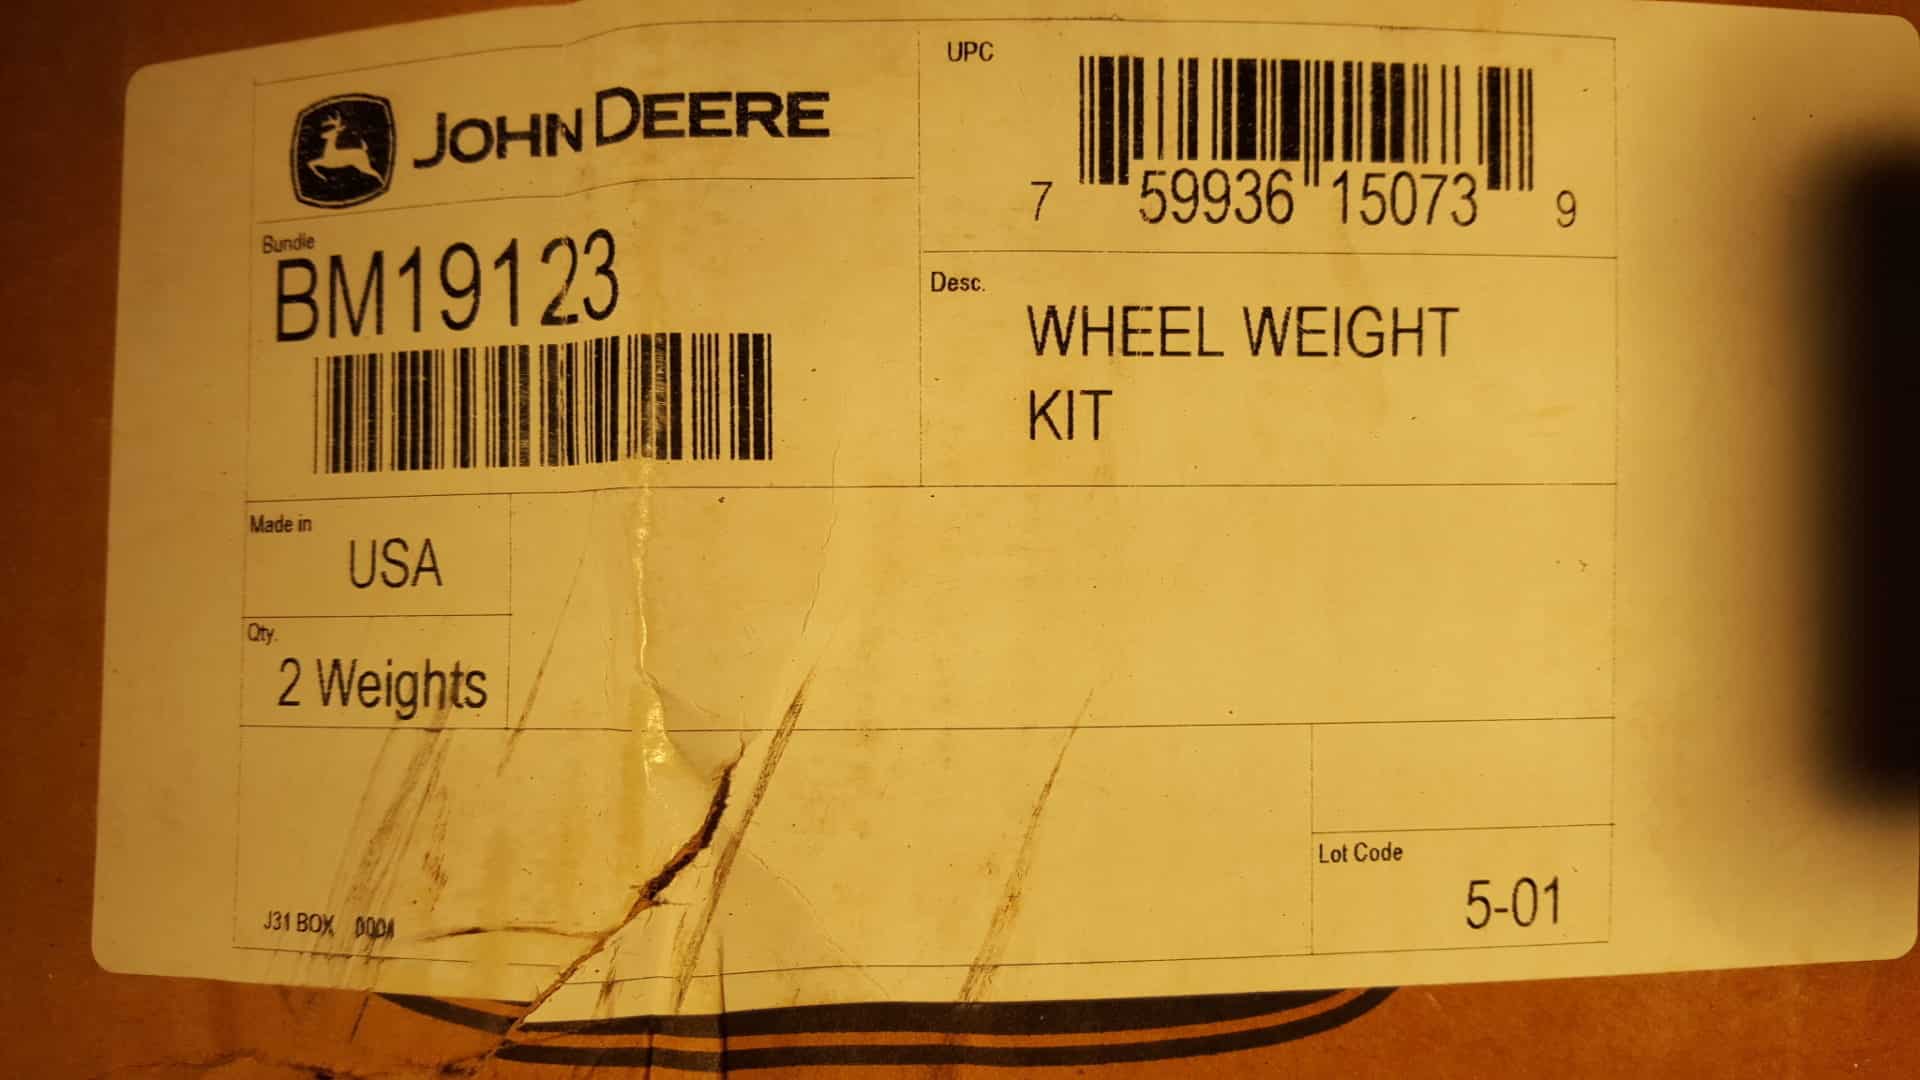 JOHN DEERE
Bundle
BM19123
UPC
7 59936 15073 9
Desc.
WHEEL WEIGHT
KIT
Made in
USA
Qty.
2 Weights
J31 BOX 0004
Lot Code
5-01